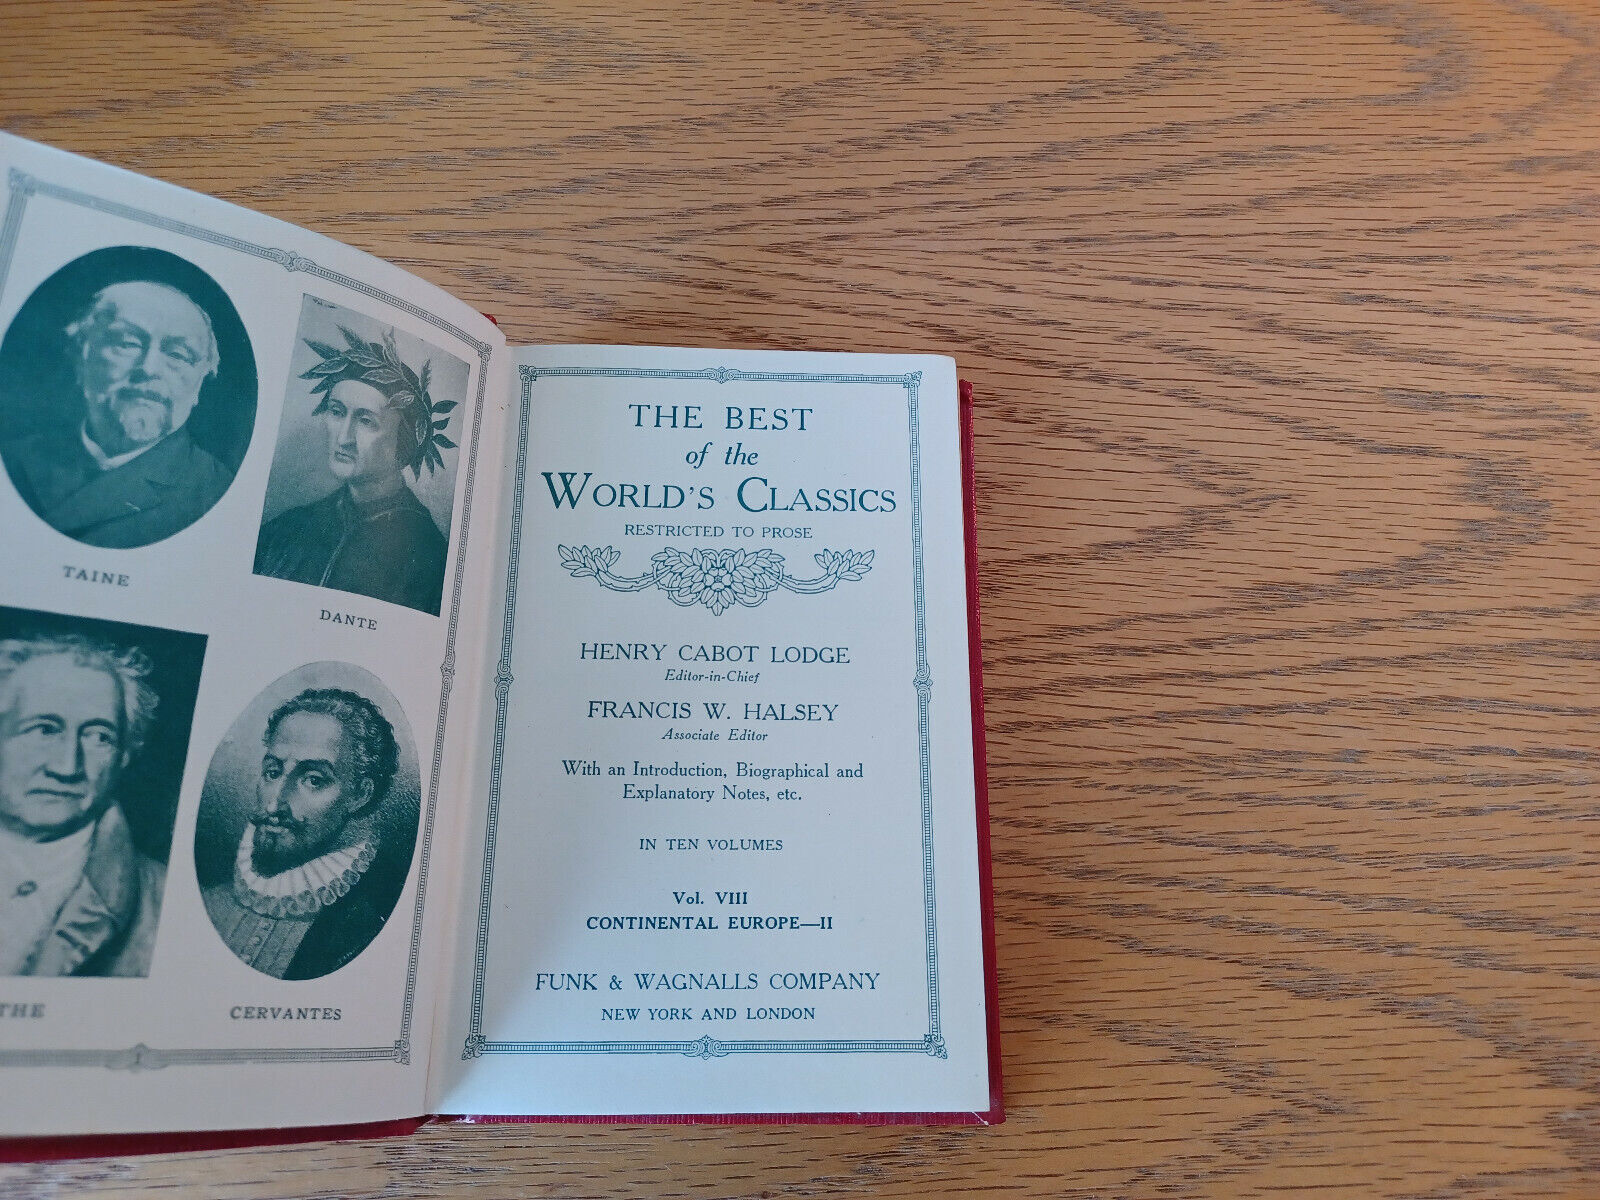 TAINE
DANTE
THE
CERVANTES
THE BEST
of the
WORLD'S CLASSICS
RESTRICTED TO PROSE
HENRY CABOT LODGE
Editor-in-Chief
FRANCIS W. HALSEY
Associate Editor
With an Introduction, Biographical and
Explanatory Notes, etc.
IN TEN VOLUMES
Vol. VIII
CONTINENTAL EUROPE—II
FUNK & WAGNALLS COMPANY
NEW YORK AND LONDON